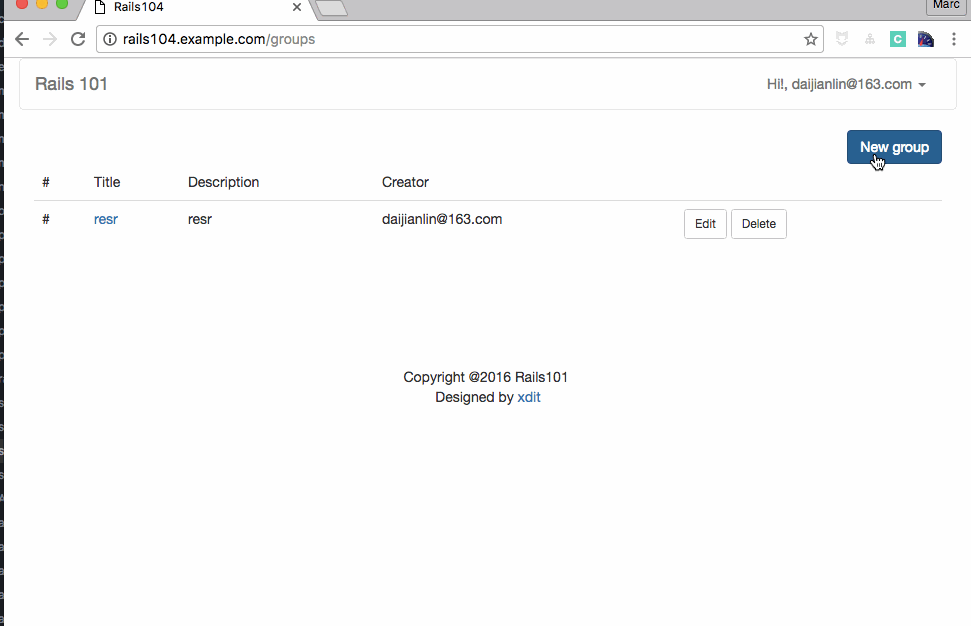 Rails104
Marc
rails104.example.com/groups
C
Rails 101
Hi!, daijianlin@163.com
New group
# Title Description Creator
# resr resr daijianlin@163.com Edit Delete
Copyright @2016 Rails101
Designed by xdit